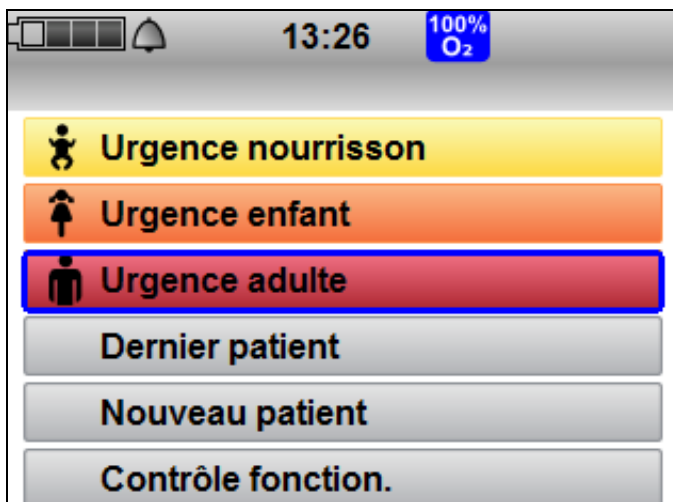 13:26
100%
O₂
Urgence nourrisson
Urgence enfant
Urgence adulte
Dernier patient
Nouveau patient
Contrôle fonction.